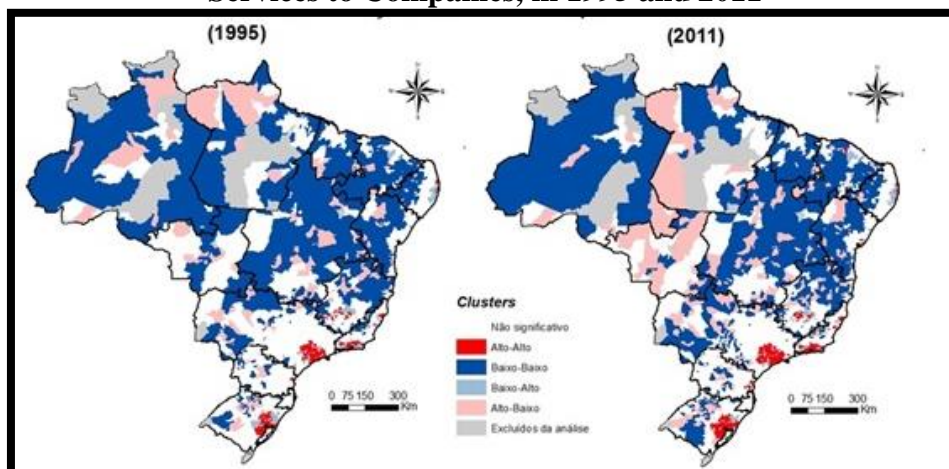 Services to Companies, in 1995 and 2011
(1995)
(2011)
Clusters
Não significativo
Alto-Alto
Baixo-Baixo
Baixo-Alto
Alto-Baixo
Excluídos da análise
0 75 150 300
Km
0 75 150 300
Km